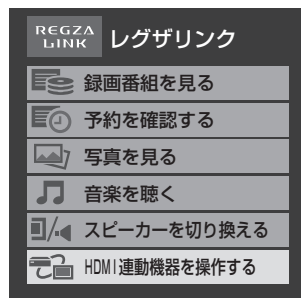 REGZA
LINK
レグザリンク
録画番組を見る
予約を確認する
写真を見る
音楽を聴く
スピーカーを切り換える
HDMI連動機器を操作する